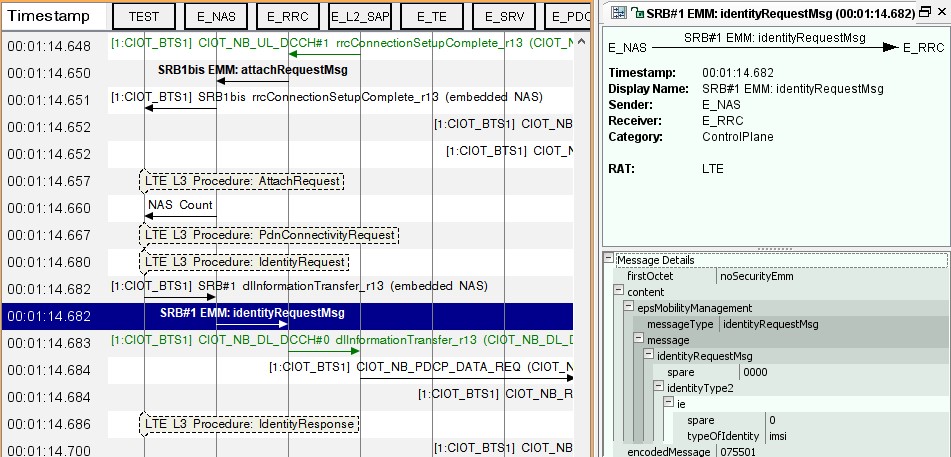 Timestamp TEST E_NAS E_RRC E_L2_SAP E_TE E_SRV E_PDC
00:01:14.648 [1:CIOT_BTS1] CIOT_NB_UL_DCCH#1 rrcConnectionSetupComplete_r13 (CIOT_N
00:01:14.650 SRB1bis EMM: attachRequestMsg
00:01:14.651 [1:CIOT_BTS1] SRB1bis rrcConnectionSetupComplete_r13 (embedded NAS)
00:01:14.652 [1:CIOT_BTS1] CIOT_NB
00:01:14.652 [1:CIOT_BTS1] CIOT_N
00:01:14.657 LTE L3 Procedure: AttachRequest
00:01:14.660 NAS Count
00:01:14.667 LTE L3 Procedure: PdnConnectivityRequest
00:01:14.680 LTE L3 Procedure: IdentityRequest
00:01:14.682 [1:CIOT_BTS1] SRB#1 dlInformationTransfer_r13 (embedded NAS)
00:01:14.682 SRB#1 EMM: identityRequestMsg
00:01:14.683 [1:CIOT_BTS1] CIOT_NB_DL_DCCH#0 dlInformationTransfer_r13 (CIOT_NB_DL_D
00:01:14.684 [1:CIOT_BTS1] CIOT_NB_PDCP_DATA_REQ (CIOT_N
00:01:14.684 [1:CIOT_BTS1] CIOT_NB_R
00:01:14.686 LTE L3 Procedure: IdentityResponse
00:01:14.700 [1:CIOT_BTS1] CIOT_NB
SRB#1 EMM: identityRequestMsg (00:01:14.682)
SRB#1 EMM: identityRequestMsg
E_NAS E_RRC
Timestamp: 00:01:14.682
Display Name: SRB#1 EMM: identityRequestMsg
Sender: E_NAS
Receiver: E_RRC
Category: ControlPlane
RAT: LTE
Message Details
firstOctet noSecurityEmm
content
epsMobilityManagement
messageType identityRequestMsg
message
identityRequestMsg
spare 0000
identityType2
ie
spare 0
typeOfIdentity imsi
encodedMessage 075501